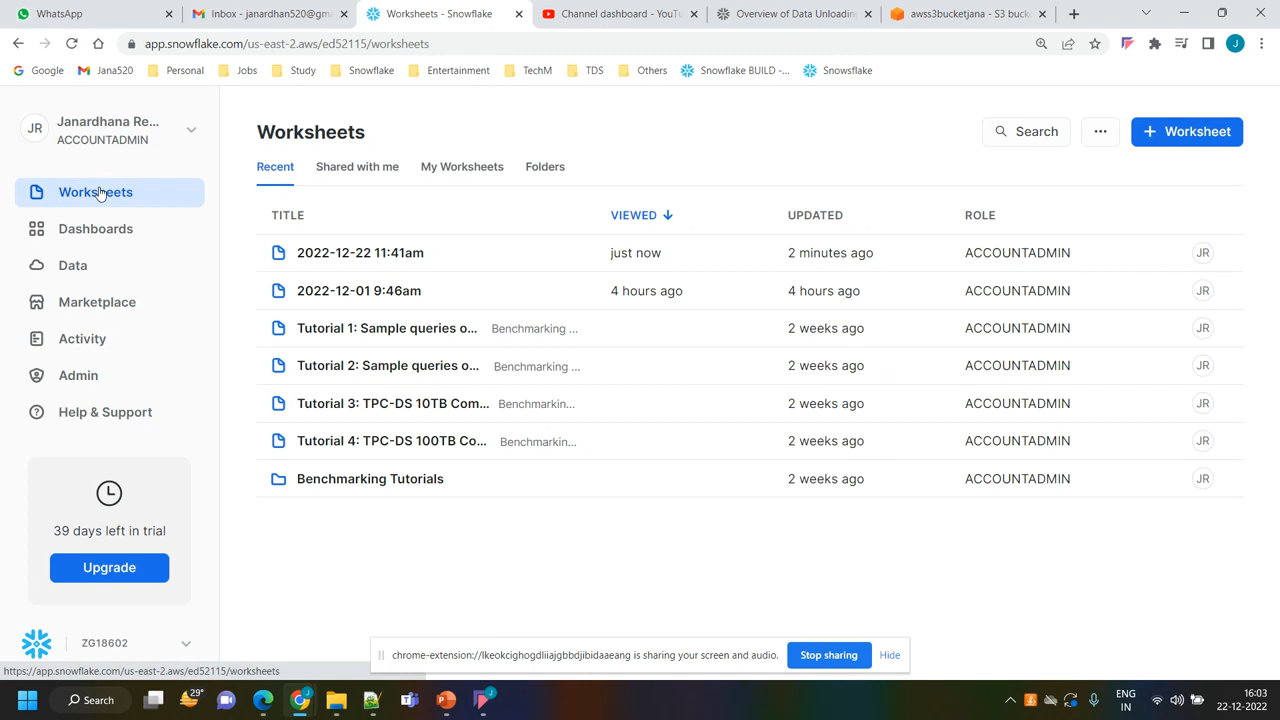 WhatsApp
Inbox - janardhan520@gm
Worksheets - Snowflake
Channel dashboard - YouTu
Overview of Data Unloading
awss3bucketjana - S3 buck
app.snowflake.com/us-east-2.aws/ed52115/worksheets
J
Google
Jana520
Personal
Jobs
Study
Snowflake
Entertainment
TechM
TDS
Others
Snowflake BUILD -...
Snowsflake
JR
Janardhana Re...
ACCOUNTADMIN
Worksheets
Dashboards
Data
Marketplace
Activity
Admin
Help & Support
39 days left in trial
Upgrade
ZG18602
https://app.snowflake.com/us-east-2.aws/ed52115/worksheets
Worksheets
Search
+ Worksheet
Recent
Shared with me
My Worksheets
Folders
TITLE VIEWED UPDATED ROLE
2022-12-22 11:41am just now 2 minutes ago ACCOUNTADMIN JR
2022-12-01 9:46am 4 hours ago 4 hours ago ACCOUNTADMIN JR
Tutorial 1: Sample queries o... Benchmarking ... 2 weeks ago ACCOUNTADMIN JR
Tutorial 2: Sample queries o... Benchmarking ... 2 weeks ago ACCOUNTADMIN JR
Tutorial 3: TPC-DS 10TB Com... Benchmarkin... 2 weeks ago ACCOUNTADMIN JR
Tutorial 4: TPC-DS 100TB Co... Benchmarkin... 2 weeks ago ACCOUNTADMIN JR
Benchmarking Tutorials 2 weeks ago ACCOUNTADMIN JR
chrome-extension://lkeokcighogdliiajgbbdjibidaaeang is sharing your screen and audio.
Stop sharing
Hide
Search
29°
ENG
IN
16:03
22-12-2022